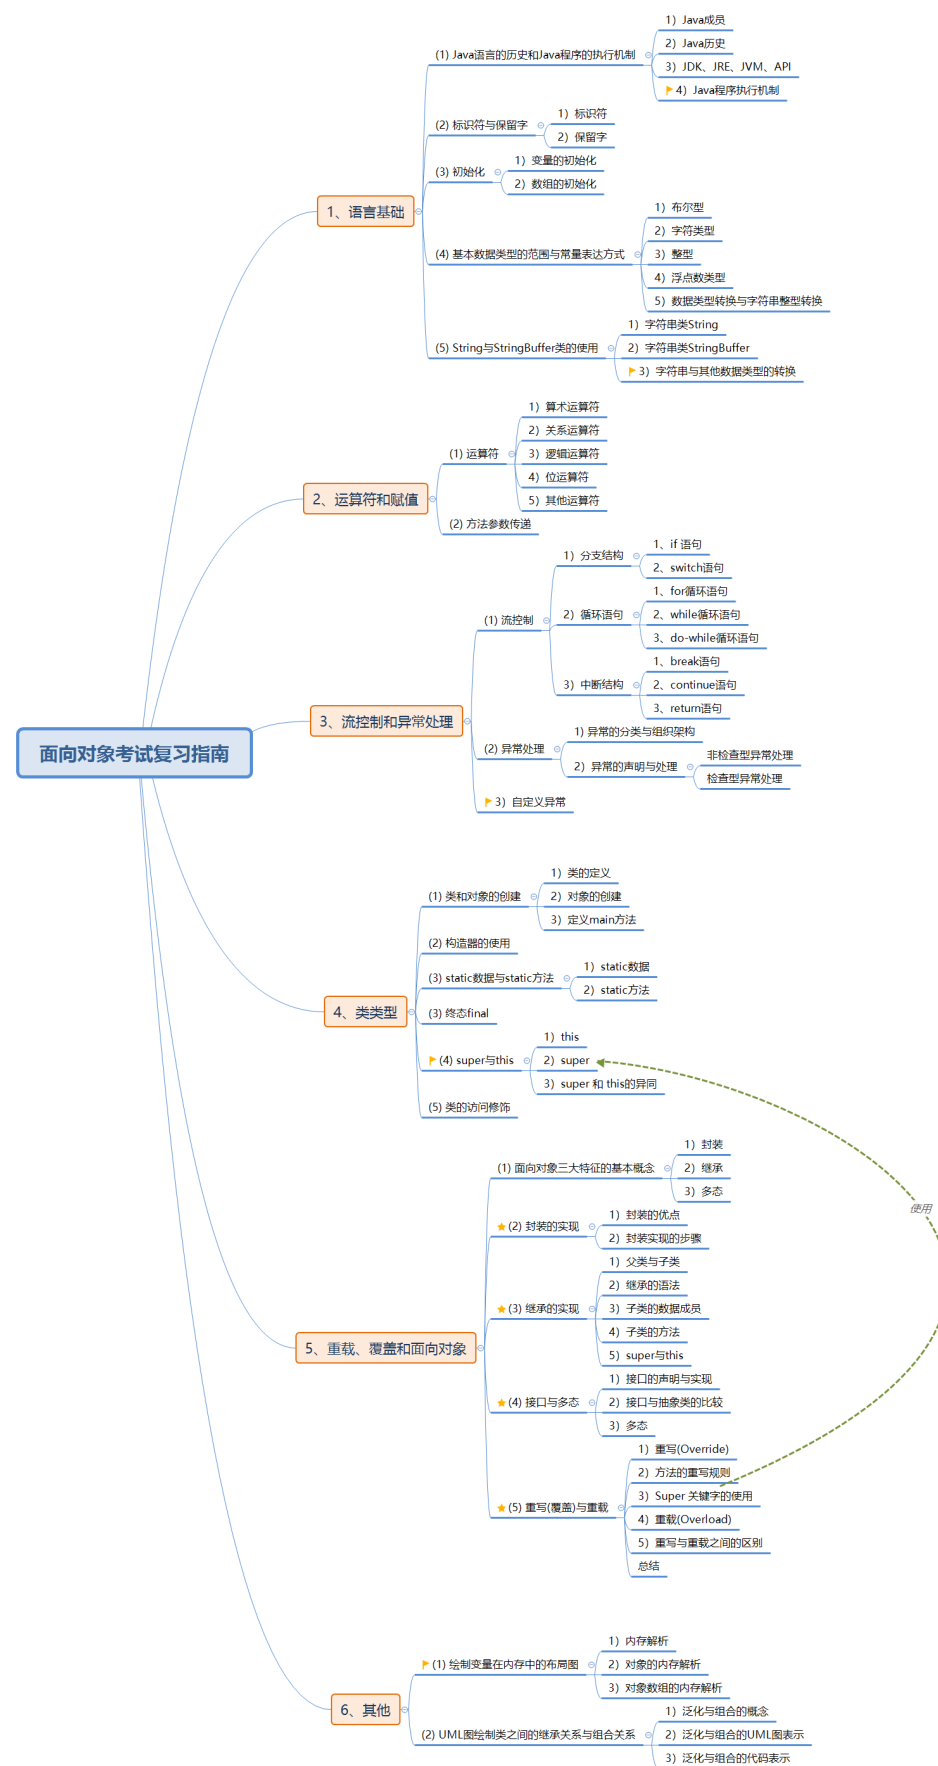 面向对象考试复习指南
1、语言基础
(1) Java语言的历史和Java程序的执行机制
1）Java成员
2）Java历史
3）JDK、JRE、JVM、API
4）Java程序执行机制
(2) 标识符与保留字
1）标识符
2）保留字
(3) 初始化
1）变量的初始化
2）数组的初始化
(4) 基本数据类型的范围与常量表达方式
1）布尔型
2）字符类型
3）整型
4）浮点数类型
5）数据类型转换与字符串整型转换
(5) String与StringBuffer类的使用
1）字符串类String
2）字符串类StringBuffer
3）字符串与其他数据类型的转换
2、运算符和赋值
(1) 运算符
1）算术运算符
2）关系运算符
3）逻辑运算符
4）位运算符
5）其他运算符
(2) 方法参数传递
3、流控制和异常处理
(1) 流控制
1）分支结构
1、if 语句
2、switch语句
2）循环语句
1、for循环语句
2、while循环语句
3、do-while循环语句
3）中断结构
1、break语句
2、continue语句
3、return语句
(2) 异常处理
1) 异常的分类与组织架构
2）异常的声明与处理
非检查型异常处理
检查型异常处理
3）自定义异常
4、类类型
(1) 类和对象的创建
1）类的定义
2）对象的创建
3）定义main方法
(2) 构造器的使用
(3) static数据与static方法
1）static数据
2）static方法
(3) 终态final
(4) super与this
1）this
2）super
3）super 和 this的异同
(5) 类的访问修饰
5、重载、覆盖和面向对象
(1) 面向对象三大特征的基本概念
1）封装
2）继承
3）多态
(2) 封装的实现
1）封装的优点
2）封装实现的步骤
(3) 继承的实现
1）父类与子类
2）继承的语法
3）子类的数据成员
4）子类的方法
5）super与this
(4) 接口与多态
1）接口的声明与实现
2）接口与抽象类的比较
3）多态
(5) 重写(覆盖)与重载
1）重写(Override)
2）方法的重写规则
3）Super 关键字的使用
4）重载(Overload)
5）重写与重载之间的区别
总结
使用
6、其他
(1) 绘制变量在内存中的布局图
1）内存解析
2）对象的内存解析
3）对象数组的内存解析
(2) UML图绘制类之间的继承关系与组合关系
1）泛化与组合的概念
2）泛化与组合的UML图表示
3）泛化与组合的代码表示